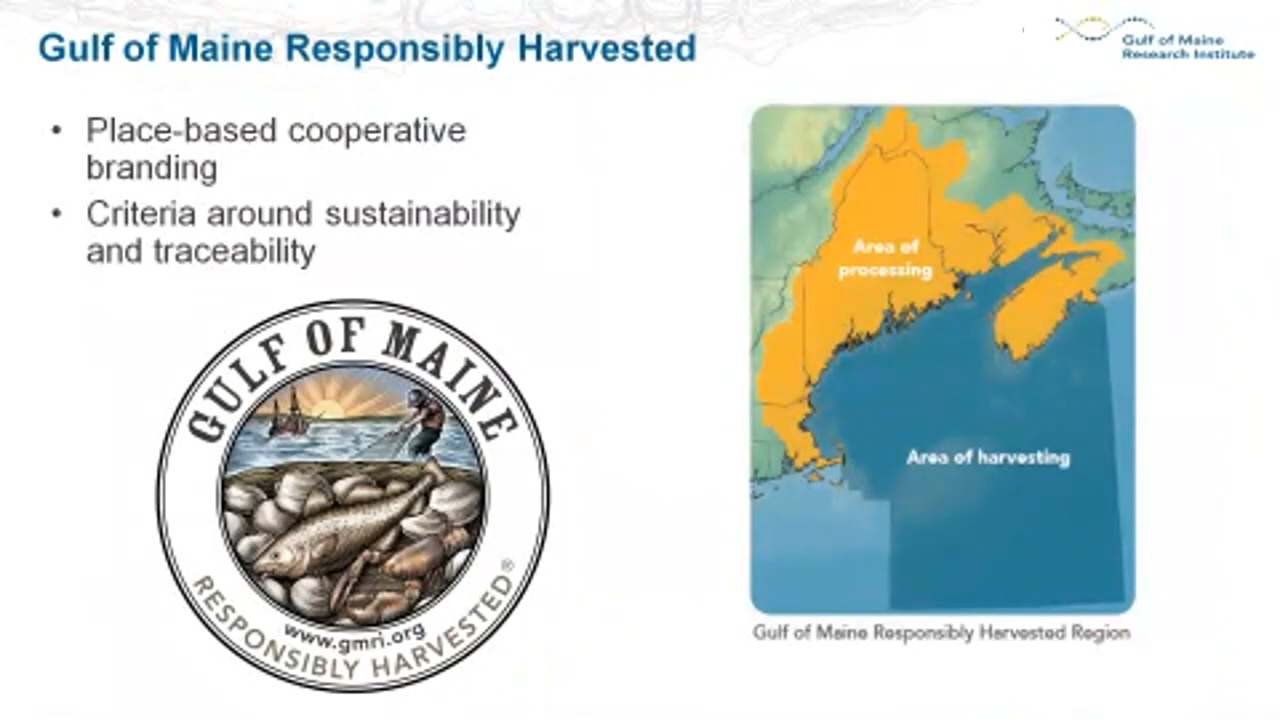 Gulf of Maine Responsibly Harvested
Gulf of Maine
Research Institute
• Place-based cooperative
branding
• Criteria around sustainability
and traceability
GULF OF MAINE
www.gmri.org
RESPONSIBLY HARVESTED®
Area of
processing
Area of harvesting
Gulf of Maine Responsibly Harvested Region